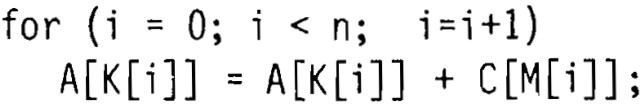 for (i = 0; i < n; i=i+1)
A[K[i]] = A[K[i]] + C[M[i]];